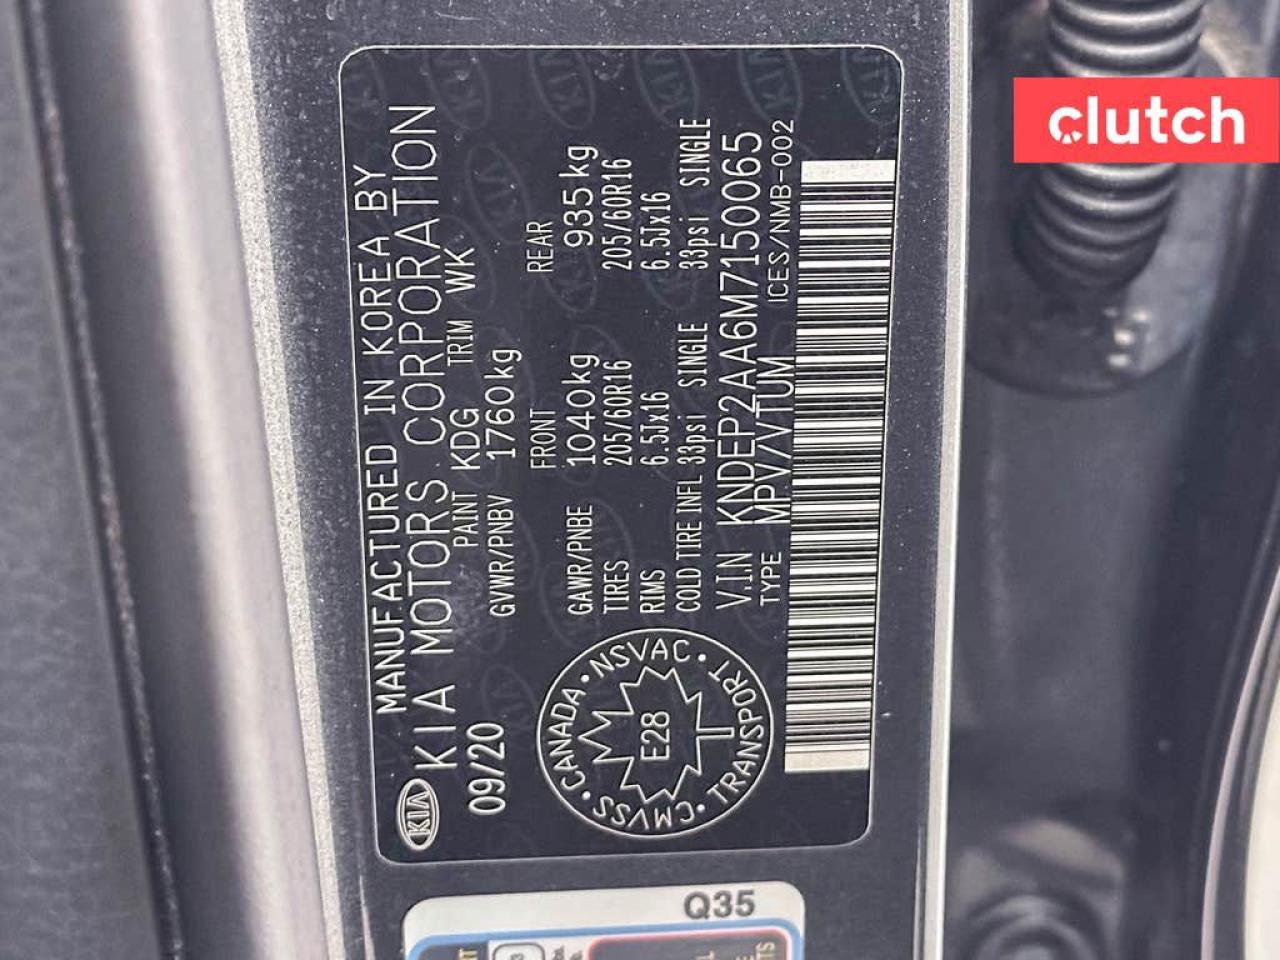 MANUFACTURED IN KOREA BY
KIA KIA MOTORS CORPORATION
09/20 PAINT KDG TRIM WK
GVWR/PNBV 1760kg
FRONT REAR
GAWR/PNBE 1040kg 935kg
TIRES 205/60R16 205/60R16
RIMS 6.5Jx16 6.5Jx16
COLD TIRE INFL 33psi SINGLE 33psi SINGLE
V.I.N KNDEP2AA6M7150065
TYPE MPV/VTUM ICES/NMB-002
CANADA • NSVAC • TRANSPORT • CMVSS •
E28
Q35
clutch